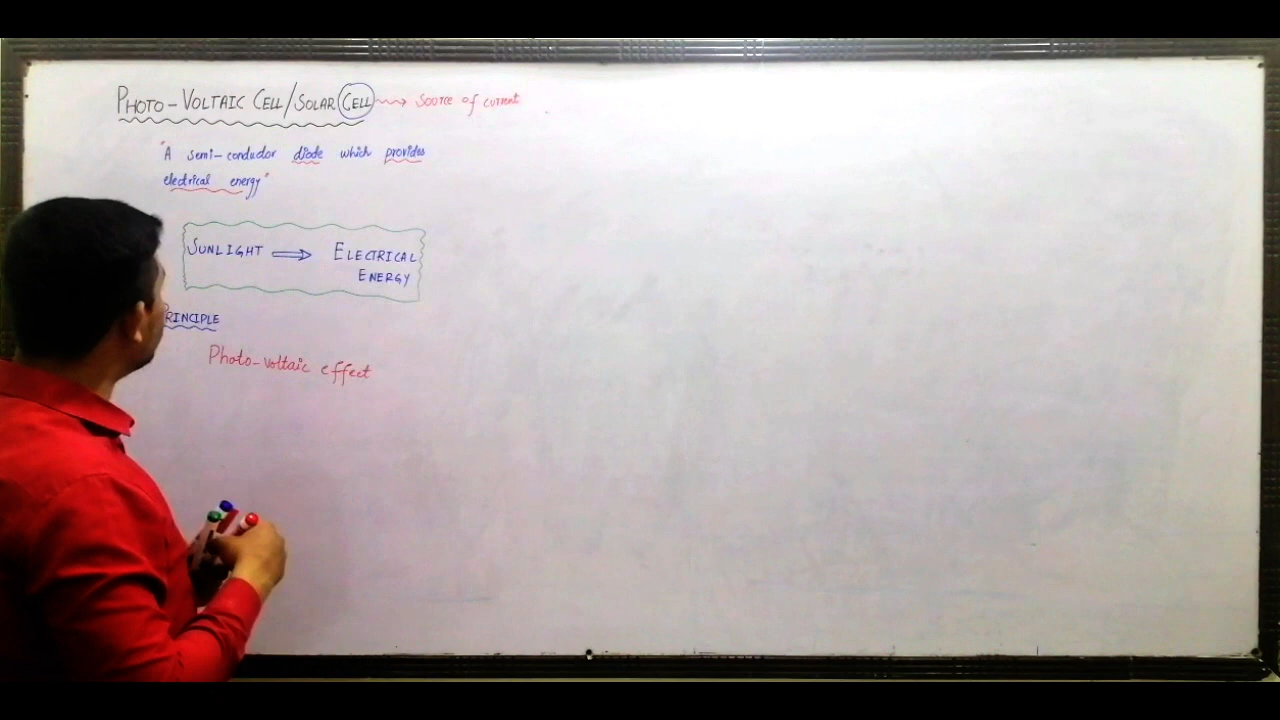 PHOTO-VOLTAIC CELL/SOLAR CELL → Source of current
"A semi-conductor diode which provides
electrical energy"
SUNLIGHT ⇒ ELECTRICAL
ENERGY
PRINCIPLE
Photo-voltaic effect